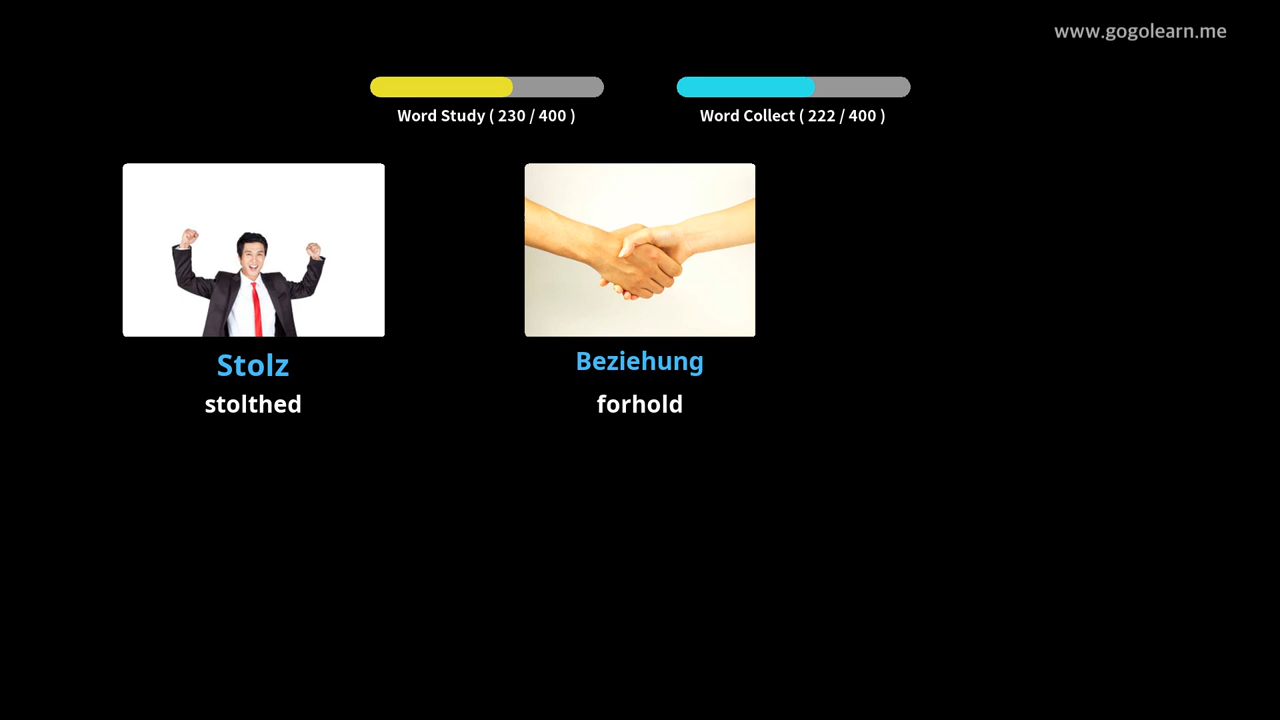 www.gogolearn.me
Word Study ( 230 / 400 )
Word Collect ( 222 / 400 )
Stolz
stolthed
Beziehung
forhold